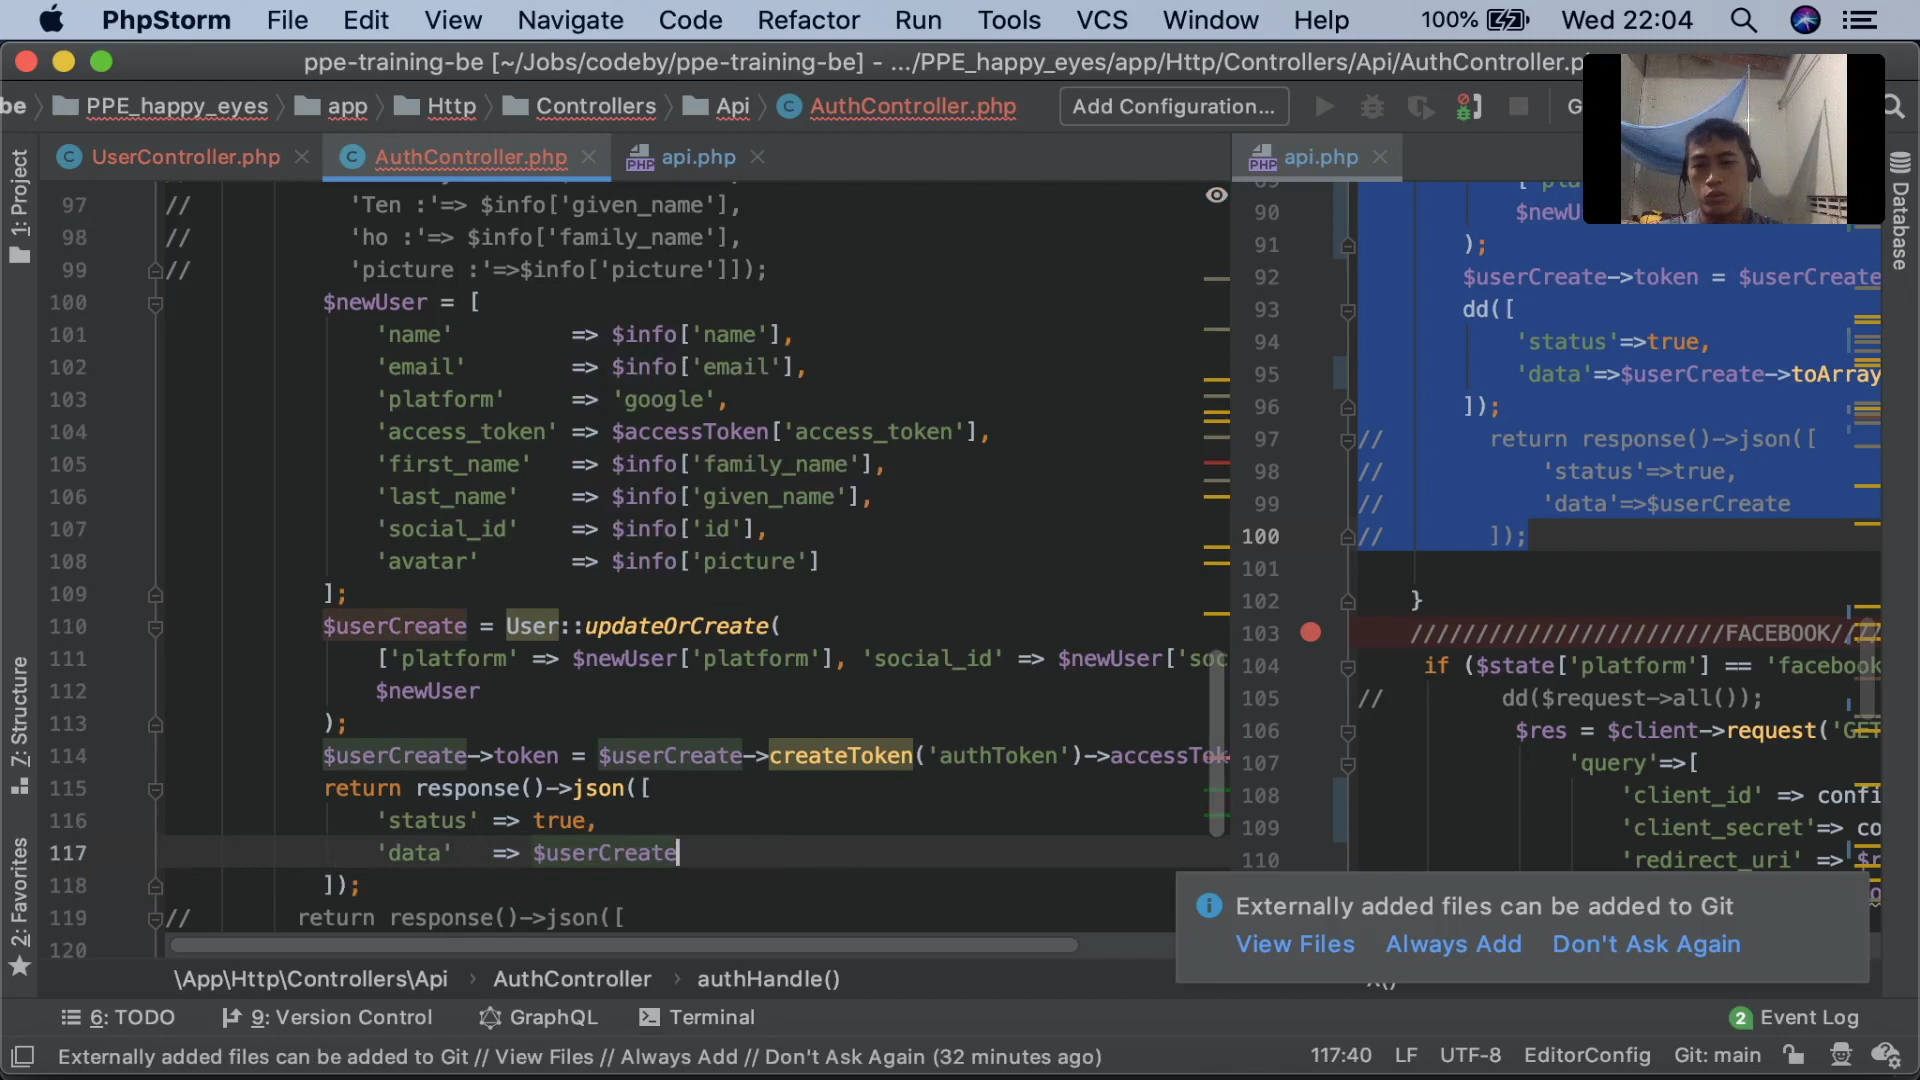 PhpStorm File Edit View Navigate Code Refactor Run Tools VCS Window Help 100% Wed 22:04
ppe-training-be [~/Jobs/codeby/ppe-training-be] - .../PPE_happy_eyes/app/Http/Controllers/Api/AuthController.p
be PPE_happy_eyes app Http Controllers Api AuthController.php Add Configuration... G
UserController.php AuthController.php api.php api.php
1: Project
7: Structure
2: Favorites
Database
97 // 'Ten :'=> $info['given_name'],
98 // 'ho :'=> $info['family_name'],
99 // 'picture :'=>$info['picture']]);
100 $newUser = [
101 'name' => $info['name'],
102 'email' => $info['email'],
103 'platform' => 'google',
104 'access_token' => $accessToken['access_token'],
105 'first_name' => $info['family_name'],
106 'last_name' => $info['given_name'],
107 'social_id' => $info['id'],
108 'avatar' => $info['picture']
109 ];
110 $userCreate = User::updateOrCreate(
111 ['platform' => $newUser['platform'], 'social_id' => $newUser['soc
112 $newUser
113 );
114 $userCreate->token = $userCreate->createToken('authToken')->accessTok
115 return response()->json([
116 'status' => true,
117 'data' => $userCreate
118 ]);
119 // return response()->json([
120
90 $newU
91 );
92 $userCreate->token = $userCreate
93 dd([
94 'status'=>true,
95 'data'=>$userCreate->toArray
96 ]);
97 // return response()->json([
98 // 'status'=>true,
99 // 'data'=>$userCreate
100 // ]);
101
102 }
103 ////////////////////////FACEBOOK////
104 if ($state['platform'] == 'facebook
105 // dd($request->all());
106 $res = $client->request('GET
107 'query'=>[
108 'client_id' => confi
109 'client_secret'=> co
110 'redirect_uri' => $r
Externally added files can be added to Git
View Files Always Add Don't Ask Again
\App\Http\Controllers\Api AuthController authHandle()
6: TODO 9: Version Control GraphQL Terminal 2 Event Log
Externally added files can be added to Git // View Files // Always Add // Don't Ask Again (32 minutes ago) 117:40 LF UTF-8 EditorConfig Git: main